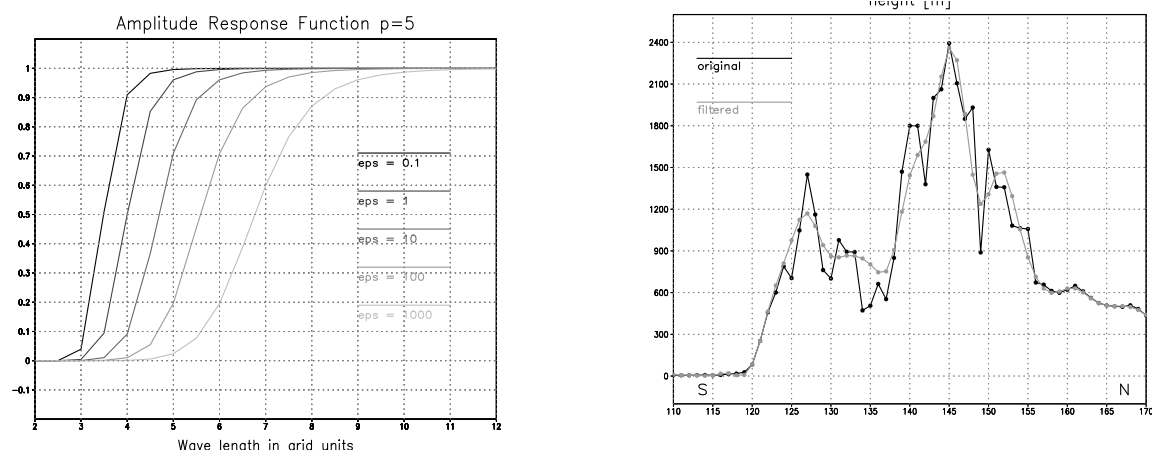 Amplitude Response Function p=5
1
0.9
0.8
0.7
0.6
0.5
0.4
0.3
0.2
0.1
0
−0.1
eps = 0.1
eps = 1
eps = 10
eps = 100
eps = 1000
2 3 4 5 6 7 8 9 10 11 12
Wave length in grid units
height [m]
2400
2100
1800
1500
1200
900
600
300
0
original
filtered
S N
110 115 120 125 130 135 140 145 150 155 160 165 170